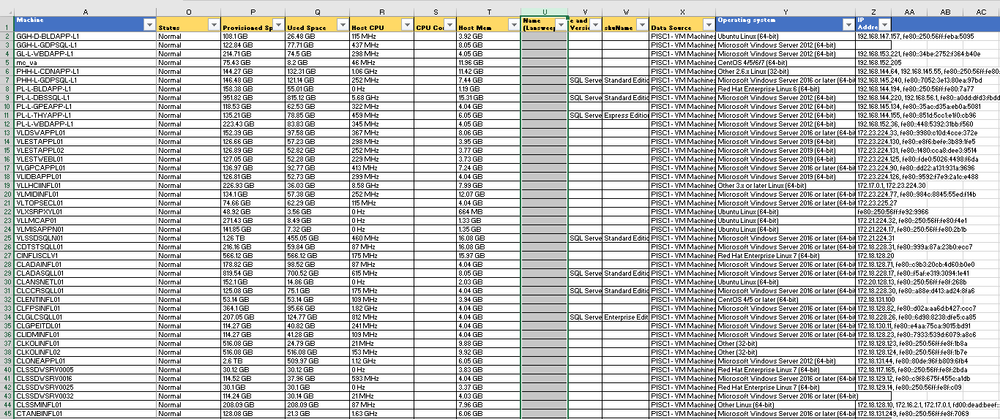 A O P Q R S T U V W X Y Z AA AB AC
1 Machine Status Provisioned Sp Used Space Host CPU CPU Cou Host Mem Name (Lansweep e and Versio skuName Data Source Operating system IP Addre
2 GGH-D-BLDAPP-L1 Normal 108.1 GB 26.48 GB 115 MHz 3.92 GB PISC1 - VM Machines Ubuntu Linux (64-bit) 192.168.147.157, fe80::250:56ff:feba:5095
3 GGH-L-GDPSQL-L1 Normal 122.84 GB 77.71 GB 437 MHz 8.05 GB PISC1 - VM Machines Microsoft Windows Server 2012 (64-bit)
4 GL-L-WBDAPP-L1 Normal 214.71 GB 74.5 GB 298 MHz 4.05 GB PISC1 - VM Machines Microsoft Windows Server 2012 (64-bit) 192.168.153.221, fe80::34be:2752:f364:b40e
5 mc_va Normal 75.43 GB 8.2 GB 46 MHz 11.96 GB PISC1 - VM Machines CentOS 4/5/6/7 (64-bit) 192.168.152.205
6 PHH-L-CDNAPP-L1 Normal 144.27 GB 132.31 GB 1.06 GHz 11.42 GB PISC1 - VM Machines Other 2.6.x Linux (32-bit) 192.168.144.64, 192.168.145.55, fe80::250:56ff:fe80
7 PHH-L-GDPSQL-L1 Normal 146.48 GB 121.14 GB 252 MHz 7.44 GB SQL Serve Standard Editio PISC1 - VM Machines Microsoft Windows Server 2016 or later (64-bit) 192.168.145.240, fe80::7052:3e13:80ea:97bd
8 PL-L-BLDAPP-L1 Normal 158.38 GB 55.01 GB 0 Hz 1.19 GB PISC1 - VM Machines Red Hat Enterprise Linux 6 (64-bit) 192.168.144.194, fe80::250:56ff:fe80:7a77
9 PL-L-DBSSQL-L1 Normal 951.82 GB 815.12 GB 5.68 GHz 15.31 GB PISC1 - VM Machines Microsoft Windows Server 2012 (64-bit) 192.168.144.220, 192.168.56.1, fe80::a0dd:dfd3:fbdd
10 PL-L-GPEAPP-L1 Normal 118.53 GB 62.53 GB 322 MHz 4.04 GB PISC1 - VM Machines Microsoft Windows Server 2012 (64-bit) 192.168.145.134, fe80::35ac:d35a:eb0a:5081
11 PL-L-THYAPP-L1 Normal 135.21 GB 78.85 GB 459 MHz 6.05 GB SQL Serve Express Edition PISC1 - VM Machines Microsoft Windows Server 2012 (64-bit) 192.168.144.155, fe80::851d:5cc1:e1f0:cb96
12 PL-L-WBDAPP-L1 Normal 223.43 GB 83.83 GB 345 MHz 4.05 GB PISC1 - VM Machines Microsoft Windows Server 2012 (64-bit) 192.168.152.36, fe80::448:5392:31bb:f560
13 VLDSWAPPL01 Normal 152.39 GB 97.58 GB 367 MHz 8.06 GB PISC1 - VM Machines Microsoft Windows Server 2016 or later (64-bit) 172.23.224.33, fe80::9980:c10d:4cce:372e
14 VLESTAPPL01 Normal 126.66 GB 57.23 GB 298 MHz 3.95 GB PISC1 - VM Machines Microsoft Windows Server 2019 (64-bit) 172.23.224.130, fe80::e8f6:befe:3b89:1fe5
15 VLESTAPPL02 Normal 126.89 GB 52.82 GB 252 MHz 3.77 GB PISC1 - VM Machines Microsoft Windows Server 2019 (64-bit) 172.23.224.131, fe80::1480:cca8:dee3:9514
16 VLESTWEBL01 Normal 127.05 GB 52.28 GB 229 MHz 3.73 GB PISC1 - VM Machines Microsoft Windows Server 2019 (64-bit) 172.23.224.125, fe80::fde0:5026:4498:f6da
17 VLGPCAPPL01 Normal 136.97 GB 92.77 GB 413 MHz 7.24 GB PISC1 - VM Machines Microsoft Windows Server 2016 or later (64-bit) 172.23.224.90, fe80::dd22:a131:931a:9696
18 VLIDBAPPL01 Normal 126.81 GB 52.73 GB 299 MHz 4.04 GB PISC1 - VM Machines Microsoft Windows Server 2019 (64-bit) 172.23.224.126, fe80::9592:f7e9:2a1c:e488
19 VLLHCIINFL01 Normal 226.93 GB 36.03 GB 8.58 GHz 7.99 GB PISC1 - VM Machines Other 3.x or later Linux (64-bit) 172.17.0.1, 172.23.224.30
20 VLMIDINFL01 Normal 134.1 GB 57.38 GB 252 MHz 12.07 GB PISC1 - VM Machines Microsoft Windows Server 2016 or later (64-bit) 172.23.224.77, fe80::984c:8845:55ed:f14b
21 VLTOPSECL01 Normal 74.66 GB 62.29 GB 115 MHz 4.04 GB PISC1 - VM Machines Microsoft Windows Server 2016 or later (64-bit) 172.23.225.27
22 VLXSRPXYL01 Normal 48.92 GB 3.56 GB 0 Hz 664 MB PISC1 - VM Machines Ubuntu Linux (64-bit) fe80::250:56ff:fe92:9966
23 VLLMCAP01 Normal 271.43 GB 8.49 GB 0 Hz 1.33 GB PISC1 - VM Machines Ubuntu Linux (64-bit) 172.21.224.32, fe80::250:56ff:fe80:f4e1
24 VLMISAPPN01 Normal 141.85 GB 7.32 GB 0 Hz 1.35 GB PISC1 - VM Machines Ubuntu Linux (64-bit) 172.21.224.17, fe80::250:56ff:fe80:2b1b
25 VLSSDSQLN01 Normal 1.26 TB 455.05 GB 460 MHz 16.08 GB SQL Serve Standard Editio PISC1 - VM Machines Microsoft Windows Server 2016 or later (64-bit) 172.21.224.31
26 CDTSTSQLL01 Normal 216.16 GB 59.84 GB 87 MHz 16.08 GB PISC1 - VM Machines Microsoft Windows Server 2016 or later (64-bit) 172.18.228.31, fe80::999a:87a:23b0:ecc7
27 CINFLISCLV1 Normal 566.12 GB 566.12 GB 175 MHz 15.97 GB PISC1 - VM Machines Red Hat Enterprise Linux 7 (64-bit) 172.18.128.20
28 CLADAINFL01 Normal 178.82 GB 98.52 GB 87 MHz 4.04 GB PISC1 - VM Machines Microsoft Windows Server 2016 or later (64-bit) 172.18.128.71, fe80::c9b3:20cb:4d60:b0e0
29 CLADASQLL01 Normal 819.54 GB 700.52 GB 615 MHz 8.05 GB SQL Serve Standard Editio PISC1 - VM Machines Microsoft Windows Server 2016 or later (64-bit) 172.18.228.17, fe80::f5af:e319:3094:1e41
30 CLANSNETL01 Normal 152.1 GB 14.86 GB 0 Hz 2.03 GB PISC1 - VM Machines Ubuntu Linux (64-bit) 172.20.128.13, fe80::250:56ff:fe8f:268b
31 CLCCRSQLL01 Normal 125.08 GB 75.1 GB 175 MHz 4.04 GB SQL Serve Standard Editio PISC1 - VM Machines Microsoft Windows Server 2016 or later (64-bit) 172.18.228.30, fe80::a88e:d413:ad24:8fa6
32 CLENTINFL01 Normal 53.14 GB 53.14 GB 109 MHz 3.94 GB PISC1 - VM Machines CentOS 4/5 or later (64-bit) 172.18.131.100
33 CLFPSINFL01 Normal 364.1 GB 95.66 GB 1.82 GHz 4.04 GB PISC1 - VM Machines Microsoft Windows Server 2016 or later (64-bit) 172.18.128.82, fe80::d02a:aa6d:b427:ccc7
34 CLGLCSQLL01 Normal 207.05 GB 124.77 GB 812 MHz 4.04 GB SQL Serve Enterprise Edit PISC1 - VM Machines Microsoft Windows Server 2016 or later (64-bit) 172.18.228.26, fe80::6d98:8238:dfe5:ca85
35 CLGPEITDL01 Normal 114.27 GB 40.82 GB 241 MHz 4.04 GB PISC1 - VM Machines Microsoft Windows Server 2016 or later (64-bit) 172.18.130.11, fe80::e4aa:75ca:9015:bd91
36 CLIDMINFL01 Normal 114.27 GB 41.28 GB 109 MHz 4.04 GB PISC1 - VM Machines Microsoft Windows Server 2016 or later (64-bit) 172.18.128.23, fe80::7933:539d:6079:a8c6
37 CLKOLINFL01 Normal 516.08 GB 24.79 GB 21 MHz 9.88 GB PISC1 - VM Machines Other (32-bit) 172.18.128.123, fe80::250:56ff:fe8f:1b8a
38 CLKOLINFL02 Normal 516.08 GB 516.08 GB 153 MHz 9.92 GB PISC1 - VM Machines Other (32-bit) 172.18.128.124, fe80::250:56ff:fe8f:1b7e
39 CLONEAPPL01 Normal 2.6 TB 509.97 GB 1.12 GHz 6.05 GB PISC1 - VM Machines Microsoft Windows Server 2012 (64-bit) 172.18.131.44, fe80::80de:96f:b809:6fb4
40 CLSSDWSRV0005 Normal 30.12 GB 30.12 GB 0 Hz 3.83 GB PISC1 - VM Machines Red Hat Enterprise Linux 7 (64-bit) 172.18.117.165, fe80::250:56ff:fe8f:2bda
41 CLSSDWSRV0016 Normal 114.52 GB 37.96 GB 593 MHz 4.04 GB PISC1 - VM Machines Microsoft Windows Server 2016 or later (64-bit) 172.18.129.12, fe80::c9f8:675f:455c:a1db
42 CLSSDWSRV0025 Normal 30.1 GB 30.1 GB 0 Hz 3.37 GB PISC1 - VM Machines Red Hat Enterprise Linux 7 (64-bit) 172.18.129.14, fe80::250:56ff:fe8f:c09
43 CLSSDWSRV0032 Normal 114.24 GB 30.14 GB 21 MHz 4.03 GB PISC1 - VM Machines Microsoft Windows Server 2016 or later (64-bit)
44 CLSSMINFL01 Normal 208.09 GB 208.09 GB 87 MHz 7.96 GB PISC1 - VM Machines Other Linux (64-bit) 172.18.128.10, 172.16.2.1, 172.17.0.1, fd00:dead:beef::
45 CTANBINFL01 Normal 128.08 GB 21.3 GB 1.63 GHz 6.06 GB PISC1 - VM Machines Microsoft Windows Server 2016 or later (64-bit) 172.18.131.249, fe80::250:56ff:fe8f:7069